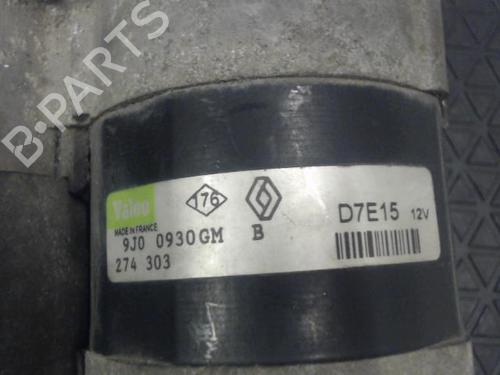 B-PARTS
Valeo
176
D7E15 12V
MADE IN FRANCE
9J0 0930GM B
274 303